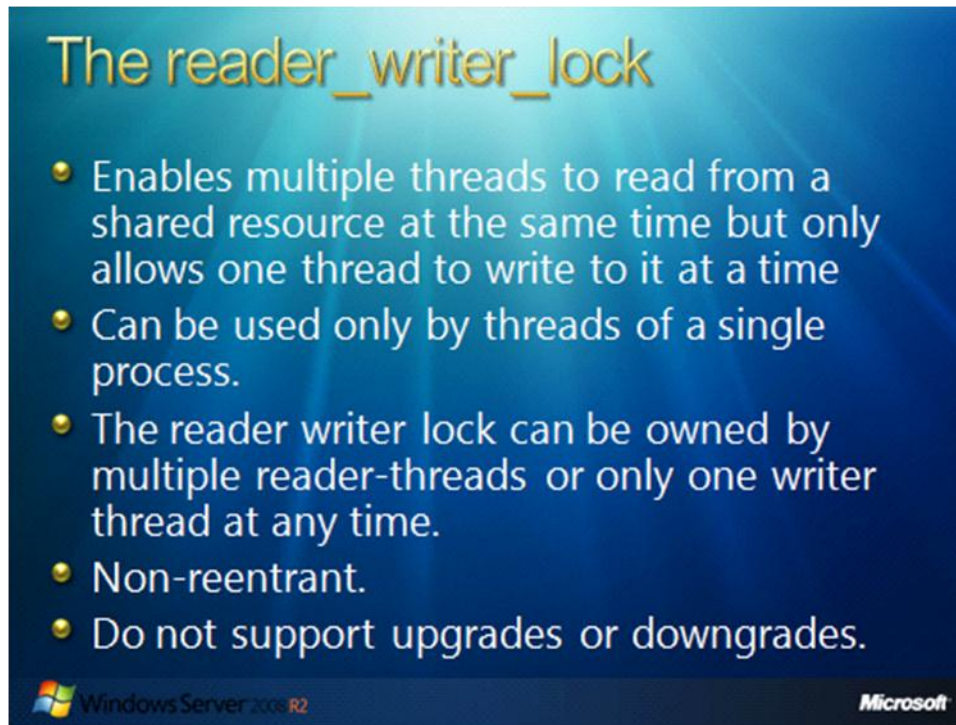 The reader_writer_lock
Enables multiple threads to read from a
shared resource at the same time but only
allows one thread to write to it at a time
Can be used only by threads of a single
process.
The reader writer lock can be owned by
multiple reader-threads or only one writer
thread at any time.
Non-reentrant.
Do not support upgrades or downgrades.
Windows Server 2008 R2
Microsoft